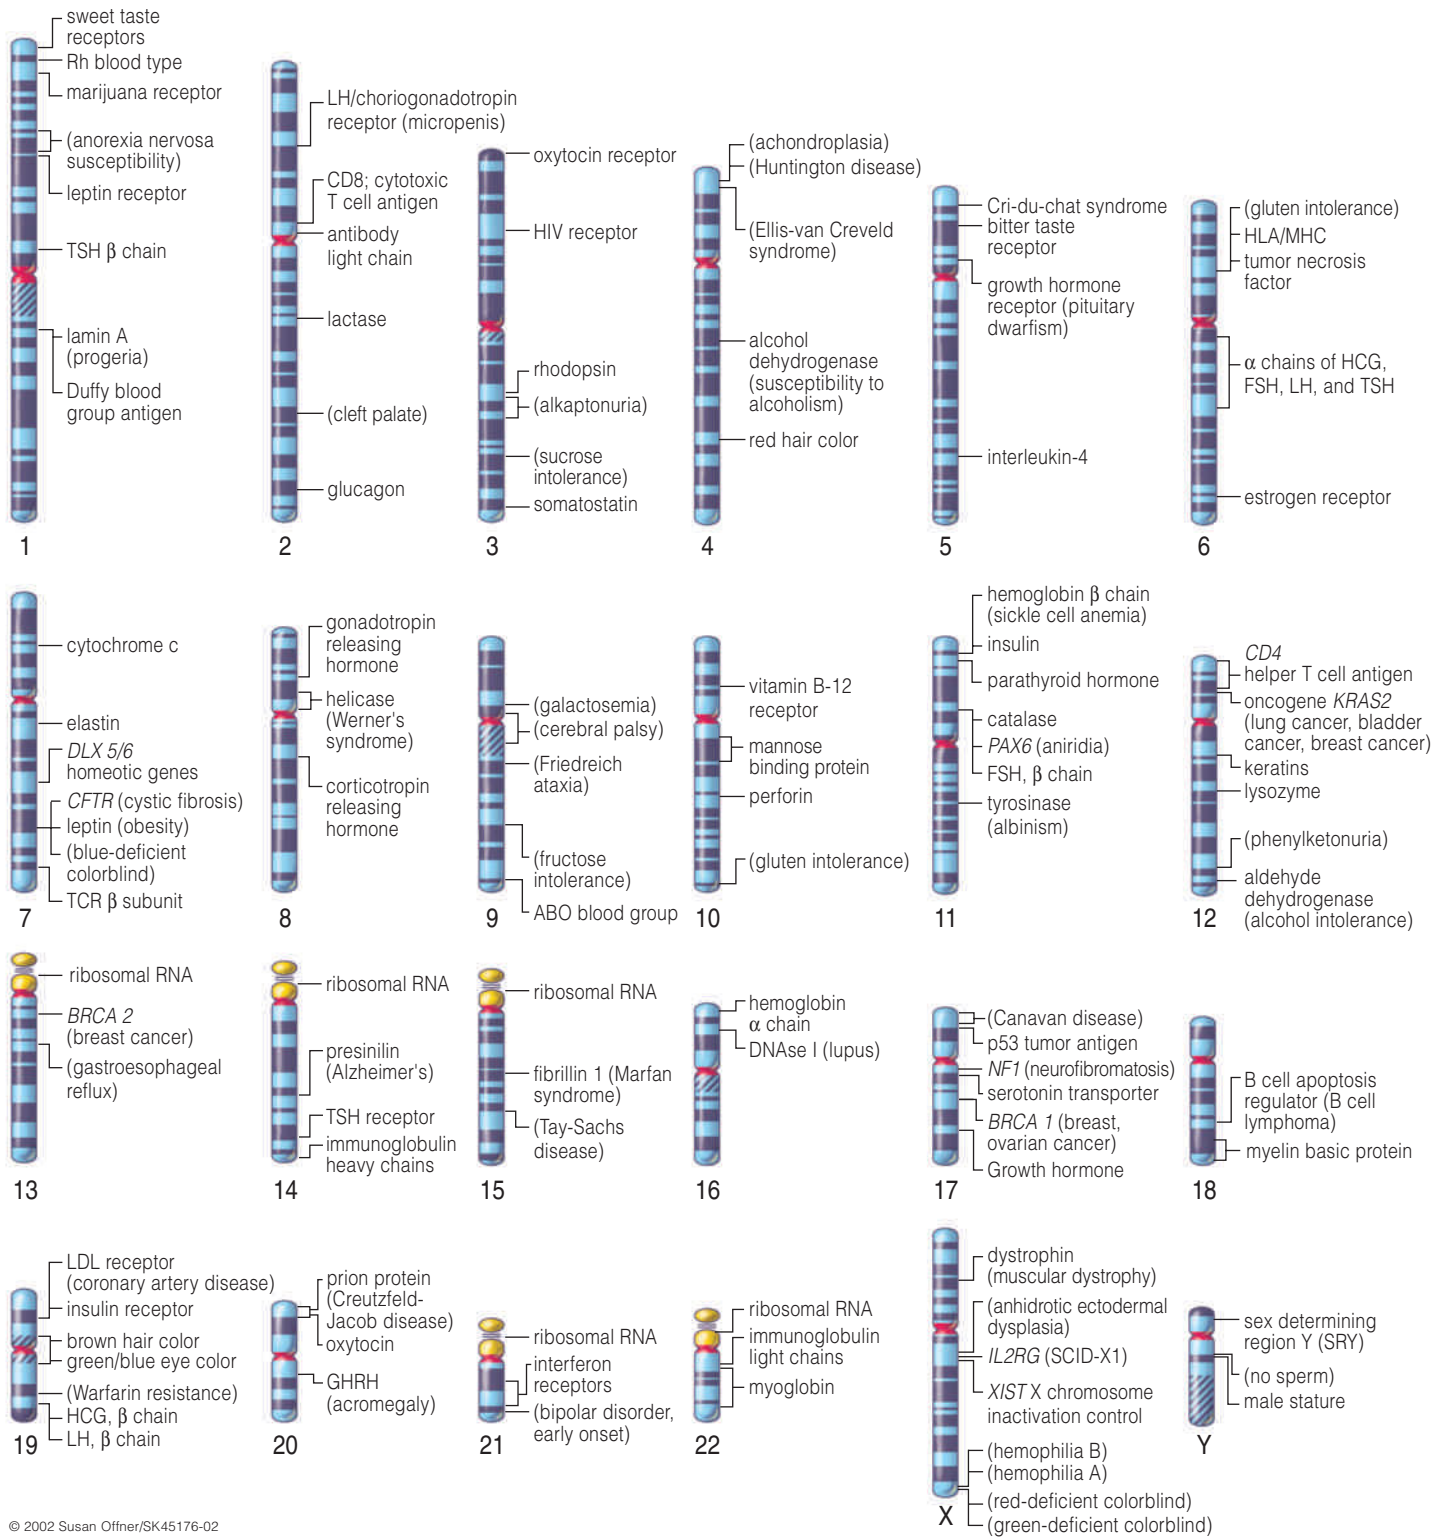 sweet taste
receptors
Rh blood type
marijuana receptor
(anorexia nervosa
susceptibility)
leptin receptor
TSH β chain
lamin A
(progeria)
Duffy blood
group antigen
1
LH/choriogonadotropin
receptor (micropenis)
CD8; cytotoxic
T cell antigen
antibody
light chain
lactase
(cleft palate)
glucagon
2
oxytocin receptor
HIV receptor
rhodopsin
(alkaptonuria)
(sucrose
intolerance)
somatostatin
3
(achondroplasia)
(Huntington disease)
(Ellis-van Creveld
syndrome)
alcohol
dehydrogenase
(susceptibility to
alcoholism)
red hair color
4
Cri-du-chat syndrome
bitter taste
receptor
growth hormone
receptor (pituitary
dwarfism)
interleukin-4
5
(gluten intolerance)
HLA/MHC
tumor necrosis
factor
α chains of HCG,
FSH, LH, and TSH
estrogen receptor
6
cytochrome c
elastin
DLX 5/6
homeotic genes
CFTR (cystic fibrosis)
leptin (obesity)
(blue-deficient
colorblind)
TCR β subunit
7
gonadotropin
releasing
hormone
helicase
(Werner's
syndrome)
corticotropin
releasing
hormone
8
(galactosemia)
(cerebral palsy)
(Friedreich
ataxia)
(fructose
intolerance)
ABO blood group
9
vitamin B-12
receptor
mannose
binding protein
perforin
(gluten intolerance)
10
hemoglobin β chain
(sickle cell anemia)
insulin
parathyroid hormone
catalase
PAX6 (aniridia)
FSH, β chain
tyrosinase
(albinism)
11
CD4
helper T cell antigen
oncogene KRAS2
(lung cancer, bladder
cancer, breast cancer)
keratins
lysozyme
(phenylketonuria)
aldehyde
dehydrogenase
(alcohol intolerance)
12
ribosomal RNA
BRCA 2
(breast cancer)
(gastroesophageal
reflux)
13
ribosomal RNA
presinilin
(Alzheimer's)
TSH receptor
immunoglobulin
heavy chains
14
ribosomal RNA
fibrillin 1 (Marfan
syndrome)
(Tay-Sachs
disease)
15
hemoglobin
α chain
DNAse I (lupus)
16
(Canavan disease)
p53 tumor antigen
NF1 (neurofibromatosis)
serotonin transporter
BRCA 1 (breast,
ovarian cancer)
Growth hormone
17
B cell apoptosis
regulator (B cell
lymphoma)
myelin basic protein
18
LDL receptor
(coronary artery disease)
insulin receptor
brown hair color
green/blue eye color
(Warfarin resistance)
HCG, β chain
LH, β chain
19
prion protein
(Creutzfeld-
Jacob disease)
oxytocin
GHRH
(acromegaly)
20
ribosomal RNA
interferon
receptors
(bipolar disorder,
early onset)
21
ribosomal RNA
immunoglobulin
light chains
myoglobin
22
dystrophin
(muscular dystrophy)
(anhidrotic ectodermal
dysplasia)
IL2RG (SCID-X1)
XIST X chromosome
inactivation control
(hemophilia B)
(hemophilia A)
(red-deficient colorblind)
(green-deficient colorblind)
X
sex determining
region Y (SRY)
(no sperm)
male stature
Y
© 2002 Susan Offner/SK45176-02